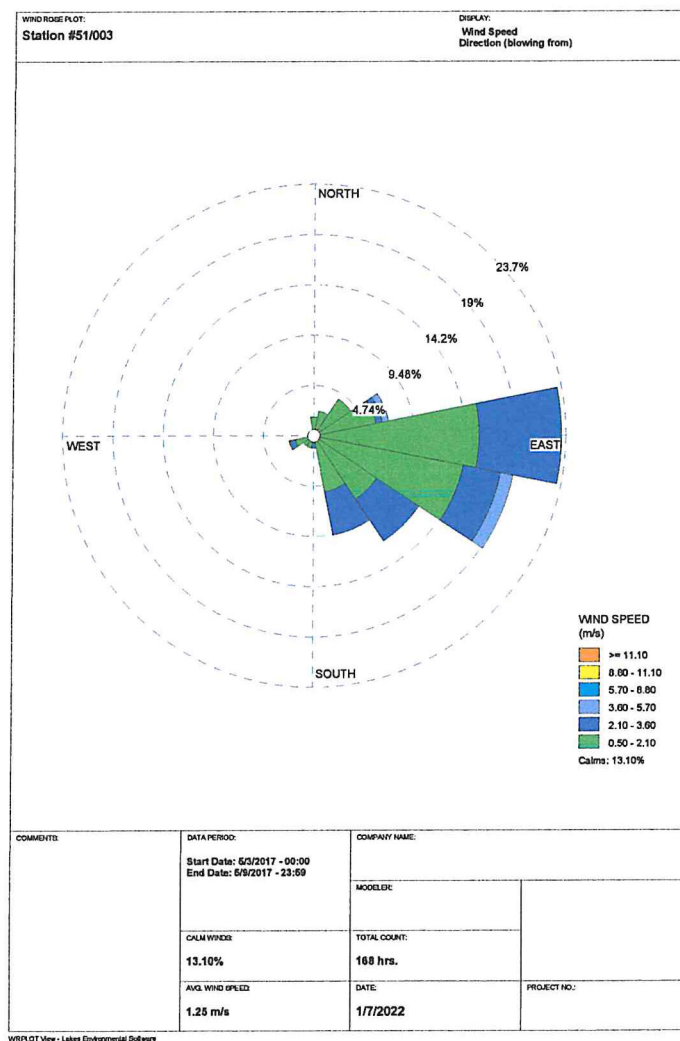 WIND ROSE PLOT:
Station #51/003
DISPLAY:
Wind Speed
Direction (blowing from)
NORTH
23.7%
19%
14.2%
9.48%
4.74%
WEST
EAST
SOUTH
WIND SPEED
(m/s)
>= 11.10
8.80 - 11.10
5.70 - 8.80
3.60 - 5.70
2.10 - 3.60
0.50 - 2.10
Calms: 13.10%
COMMENTS:
DATA PERIOD:
Start Date: 5/3/2017 - 00:00
End Date: 5/9/2017 - 23:59
COMPANY NAME:
MODELER:
CALM WINDS:
13.10%
TOTAL COUNT:
168 hrs.
AVG. WIND SPEED:
1.25 m/s
DATE:
1/7/2022
PROJECT NO.:
WRPLOT View - Lakes Environmental Software